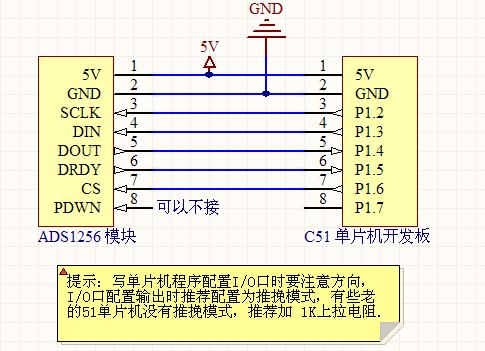 GND
5V
1 1
5V 5V
2 2
GND GND
3 3
SCLK P1.2
4 4
DIN P1.3
5 5
DOUT P1.4
6 6
DRDY P1.5
7 7
CS P1.6
8 8
PDWN 可以不接 P1.7
ADS1256 模块 C51 单片机开发板
提示：写单片机程序配置I/O口时要注意方向，
I/O口配置输出时推荐配置为推挽模式，有些老
的51单片机没有推挽模式，推荐加 1K上拉电阻.